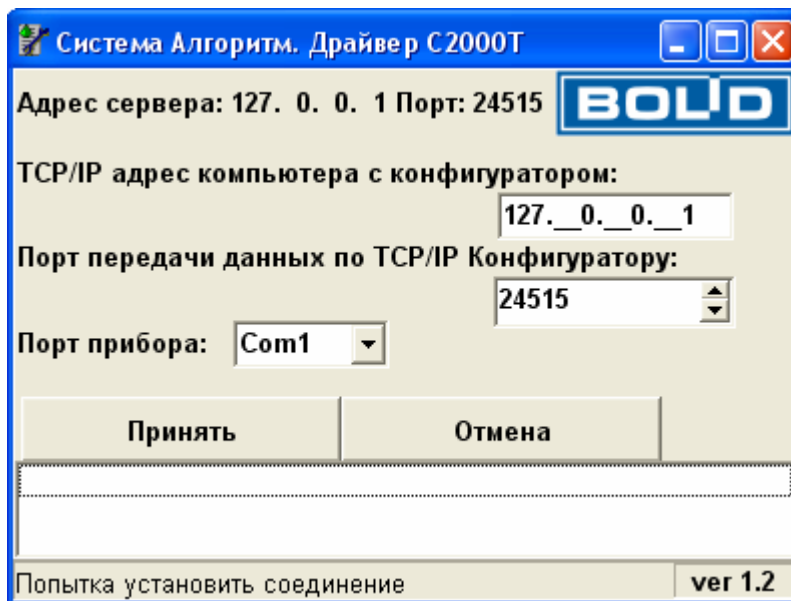 Система Алгоритм. Драйвер С2000Т
Адрес сервера: 127. 0. 0. 1 Порт: 24515
BOLID
TCP/IP адрес компьютера с конфигуратором:
127.__0.__0.__1
Порт передачи данных по TCP/IP Конфигуратору:
24515
Порт прибора: Com1
Принять Отмена
Попытка установить соединение ver 1.2